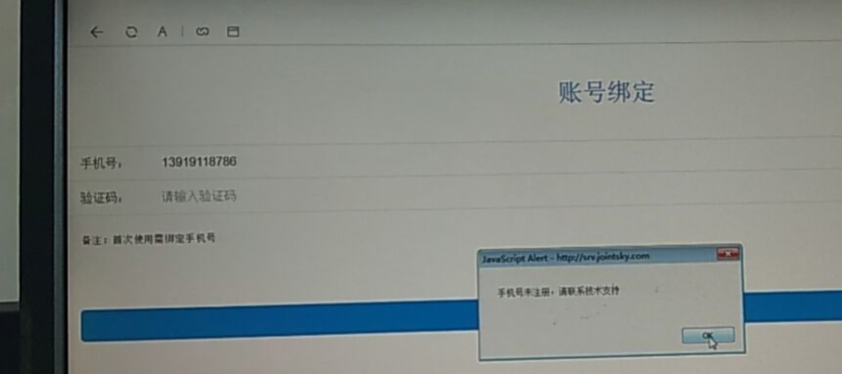 A
账号绑定
手机号: 13919118786
验证码: 请输入验证码
备注: 首次使用需绑定手机号
JavaScript Alert - http://srv.jointsky.com
手机号未注册,请联系技术支持
OK